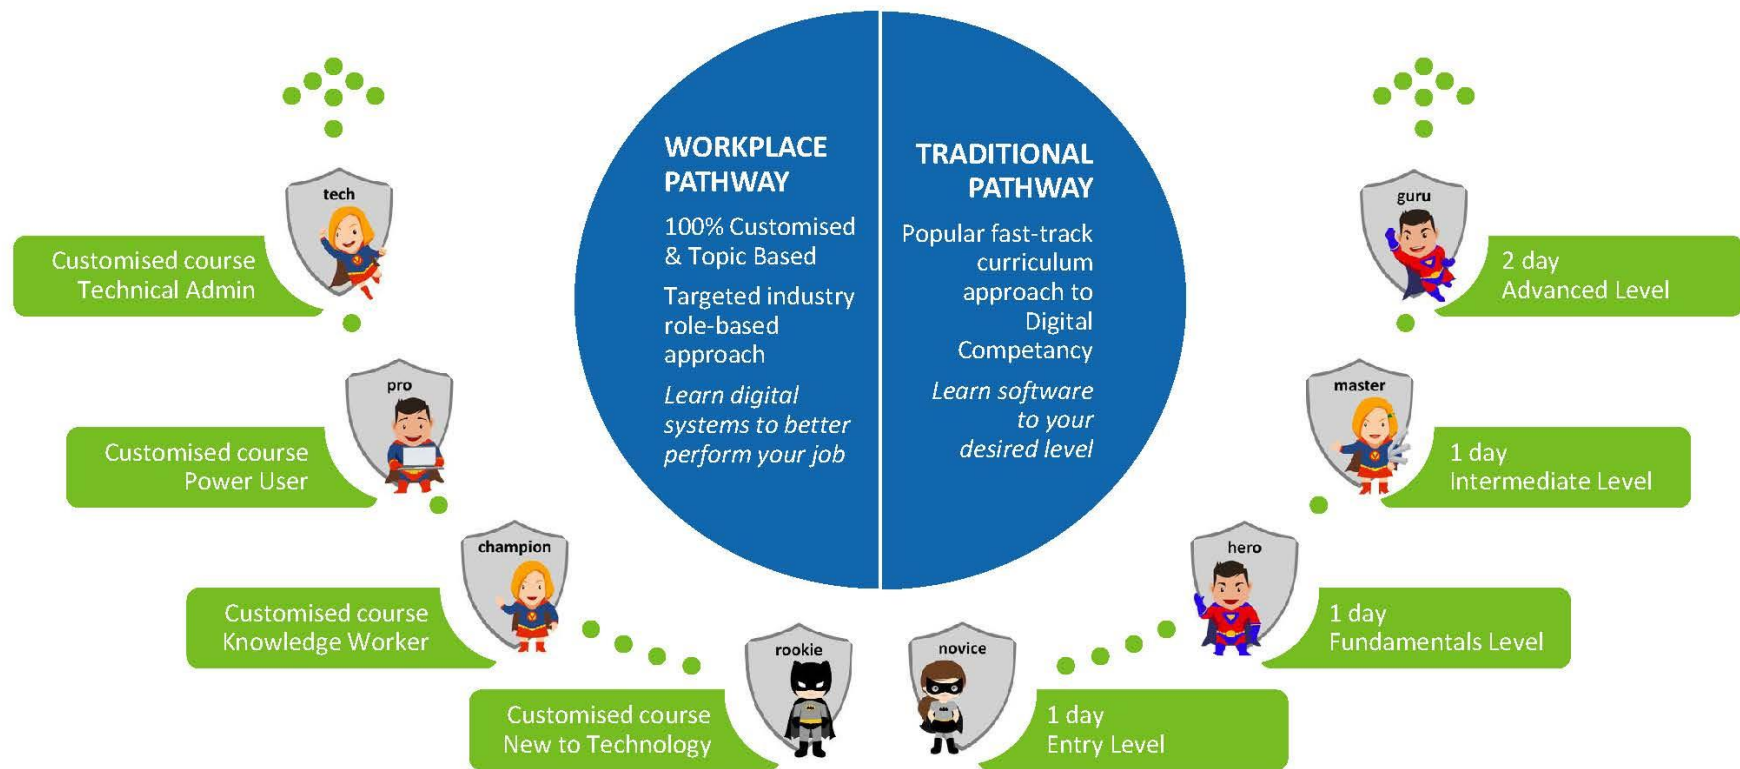 WORKPLACE
PATHWAY
100% Customised
& Topic Based
Targeted industry
role-based
approach
Learn digital
systems to better
perform your job
TRADITIONAL
PATHWAY
Popular fast-track
curriculum
approach to
Digital
Competancy
Learn software
to your
desired level
tech
Customised course
Technical Admin
pro
Customised course
Power User
champion
Customised course
Knowledge Worker
rookie
Customised course
New to Technology
guru
2 day
Advanced Level
master
1 day
Intermediate Level
hero
1 day
Fundamentals Level
novice
1 day
Entry Level